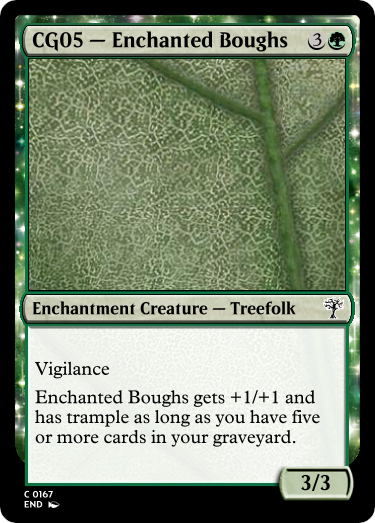 CG05 — Enchanted Boughs 3
Enchantment Creature — Treefolk
Vigilance
Enchanted Boughs gets +1/+1 and
has trample as long as you have five
or more cards in your graveyard.
3/3
C 0167
END